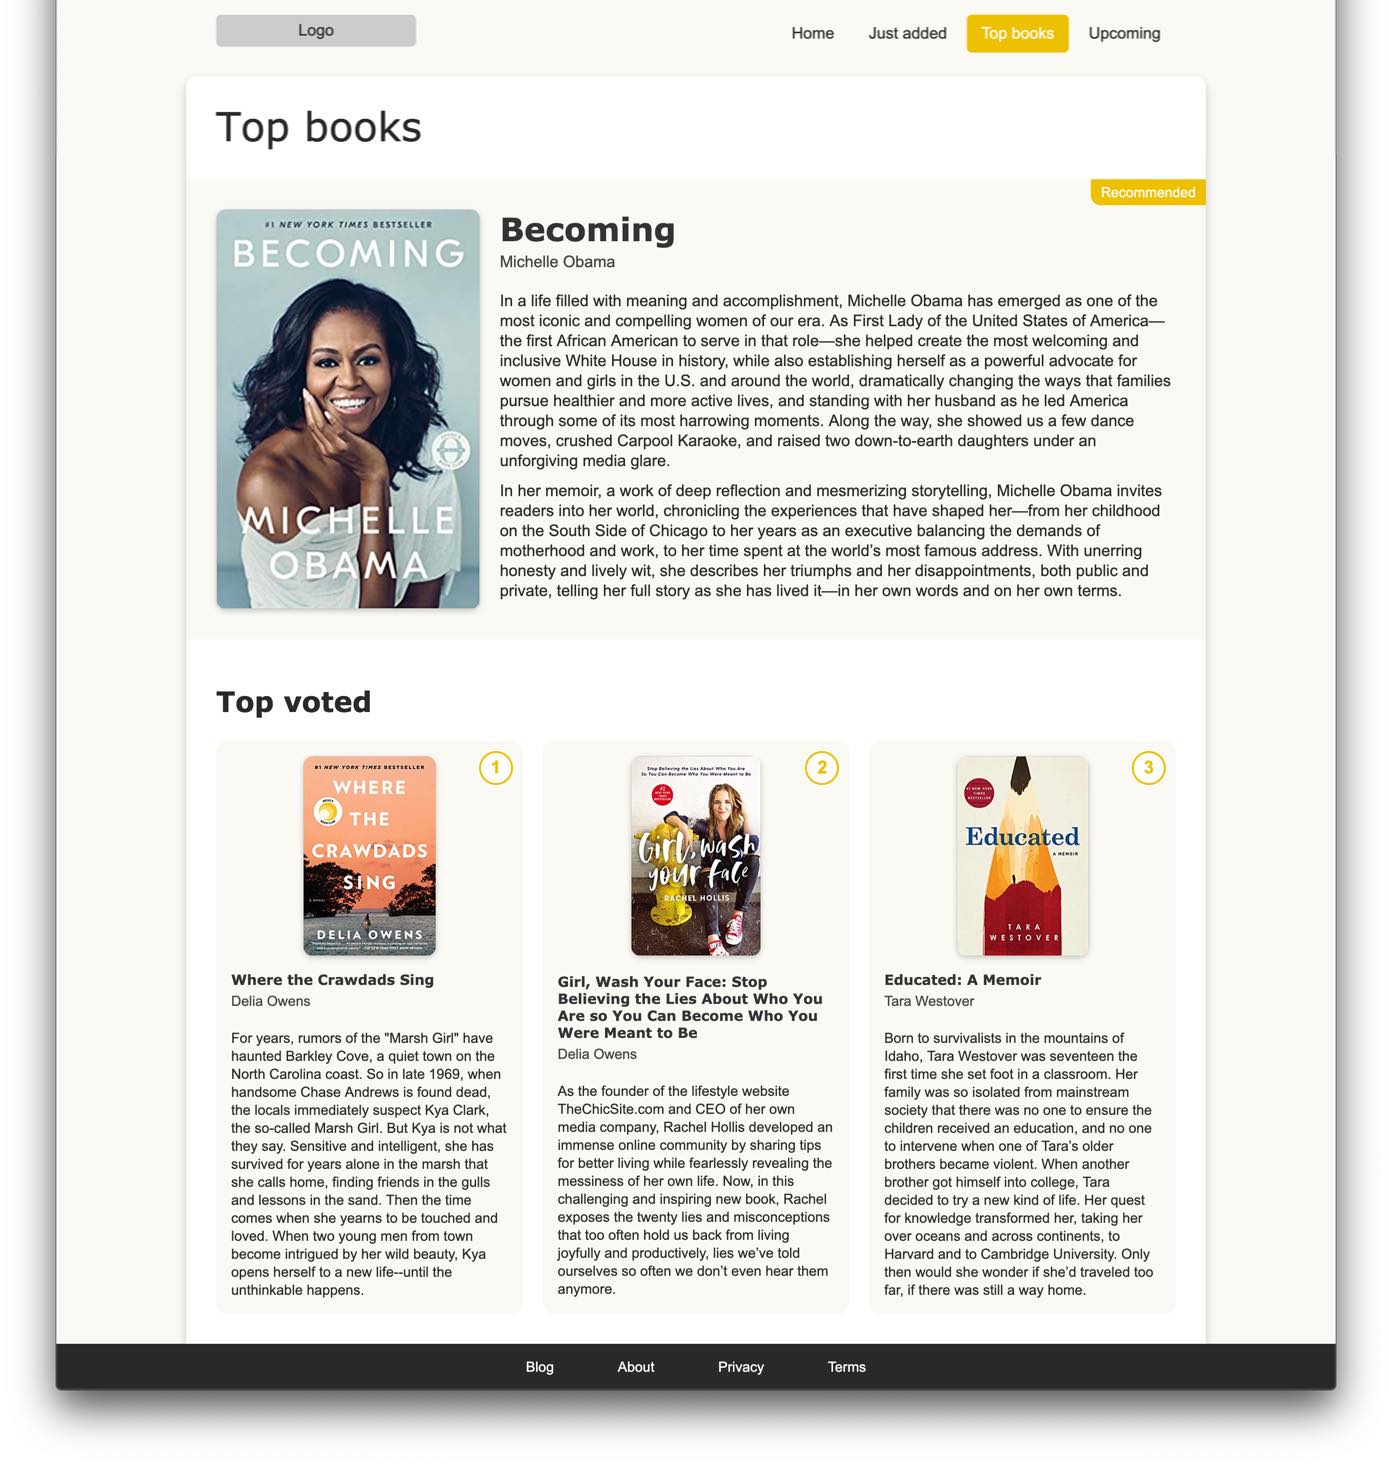 Logo
Home Just added Top books Upcoming
Top books
Recommended
#1 NEW YORK TIMES BESTSELLER
BECOMING
MICHELLE
OBAMA
Becoming
Michelle Obama
In a life filled with meaning and accomplishment, Michelle Obama has emerged as one of the
most iconic and compelling women of our era. As First Lady of the United States of America—
the first African American to serve in that role—she helped create the most welcoming and
inclusive White House in history, while also establishing herself as a powerful advocate for
women and girls in the U.S. and around the world, dramatically changing the ways that families
pursue healthier and more active lives, and standing with her husband as he led America
through some of its most harrowing moments. Along the way, she showed us a few dance
moves, crushed Carpool Karaoke, and raised two down-to-earth daughters under an
unforgiving media glare.
In her memoir, a work of deep reflection and mesmerizing storytelling, Michelle Obama invites
readers into her world, chronicling the experiences that have shaped her—from her childhood
on the South Side of Chicago to her years as an executive balancing the demands of
motherhood and work, to her time spent at the world’s most famous address. With unerring
honesty and lively wit, she describes her triumphs and her disappointments, both public and
private, telling her full story as she has lived it—in her own words and on her own terms.
Top voted
1
#1 NEW YORK TIMES BESTSELLER
WHERE
THE
CRAWDADS
SING
A NOVEL
DELIA OWENS
Where the Crawdads Sing
Delia Owens
For years, rumors of the "Marsh Girl" have
haunted Barkley Cove, a quiet town on the
North Carolina coast. So in late 1969, when
handsome Chase Andrews is found dead,
the locals immediately suspect Kya Clark,
the so-called Marsh Girl. But Kya is not what
they say. Sensitive and intelligent, she has
survived for years alone in the marsh that
she calls home, finding friends in the gulls
and lessons in the sand. Then the time
comes when she yearns to be touched and
loved. When two young men from town
become intrigued by her wild beauty, Kya
opens herself to a new life--until the
unthinkable happens.
2
Stop Believing the Lies About Who You Are
So You Can Become Who You Were Meant to Be
#1
NEW YORK
TIMES
BESTSELLER
Girl, wash
your face
RACHEL HOLLIS
Girl, Wash Your Face: Stop
Believing the Lies About Who You
Are so You Can Become Who You
Were Meant to Be
Delia Owens
As the founder of the lifestyle website
TheChicSite.com and CEO of her own
media company, Rachel Hollis developed an
immense online community by sharing tips
for better living while fearlessly revealing the
messiness of her own life. Now, in this
challenging and inspiring new book, Rachel
exposes the twenty lies and misconceptions
that too often hold us back from living
joyfully and productively, lies we’ve told
ourselves so often we don’t even hear them
anymore.
3
#1 NEW YORK
TIMES
BESTSELLER
Educated
A MEMOIR
TARA
WESTOVER
Educated: A Memoir
Tara Westover
Born to survivalists in the mountains of
Idaho, Tara Westover was seventeen the
first time she set foot in a classroom. Her
family was so isolated from mainstream
society that there was no one to ensure the
children received an education, and no one
to intervene when one of Tara’s older
brothers became violent. When another
brother got himself into college, Tara
decided to try a new kind of life. Her quest
for knowledge transformed her, taking her
over oceans and across continents, to
Harvard and to Cambridge University. Only
then would she wonder if she’d traveled too
far, if there was still a way home.
Blog About Privacy Terms